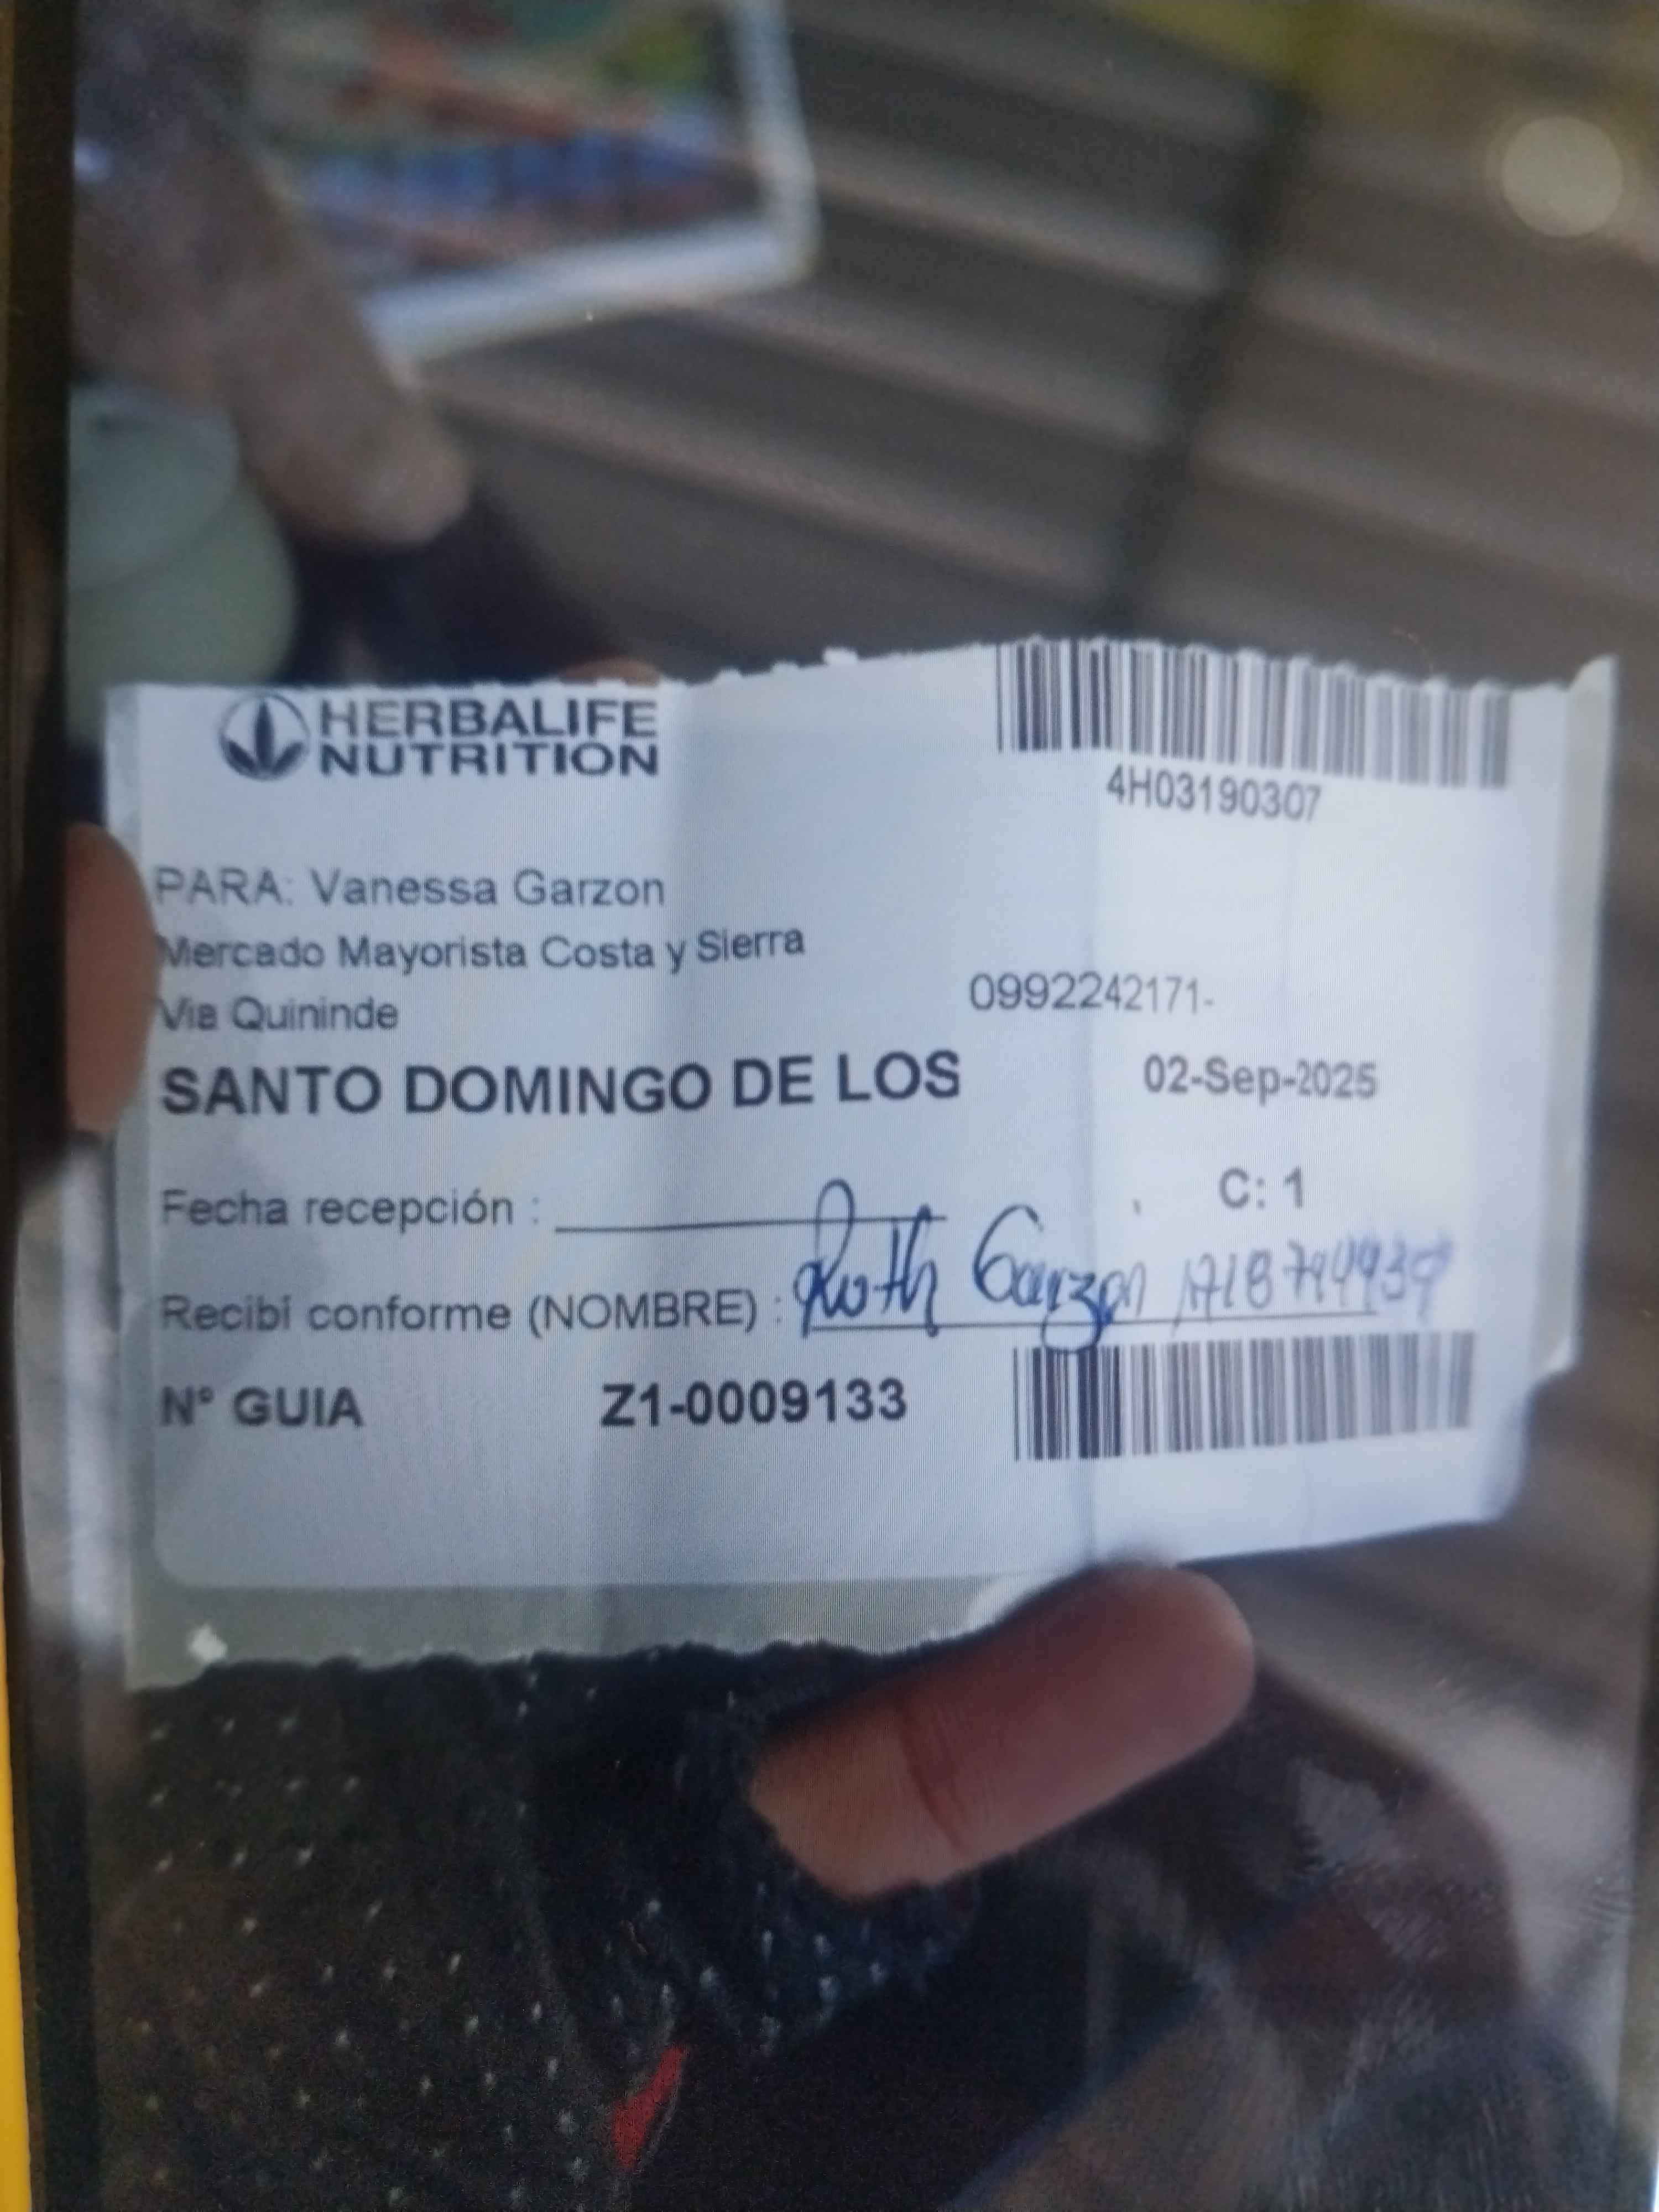 HERBALIFE
NUTRITION
4H03190307
PARA: Vanessa Garzon
Mercado Mayorista Costa y Sierra
Via Quininde
0992242171-
SANTO DOMINGO DE LOS
02-Sep-2025
C: 1
Fecha recepción :
Recibí conforme (NOMBRE) : Ruth Garzon
Nº GUIA Z1-0009133